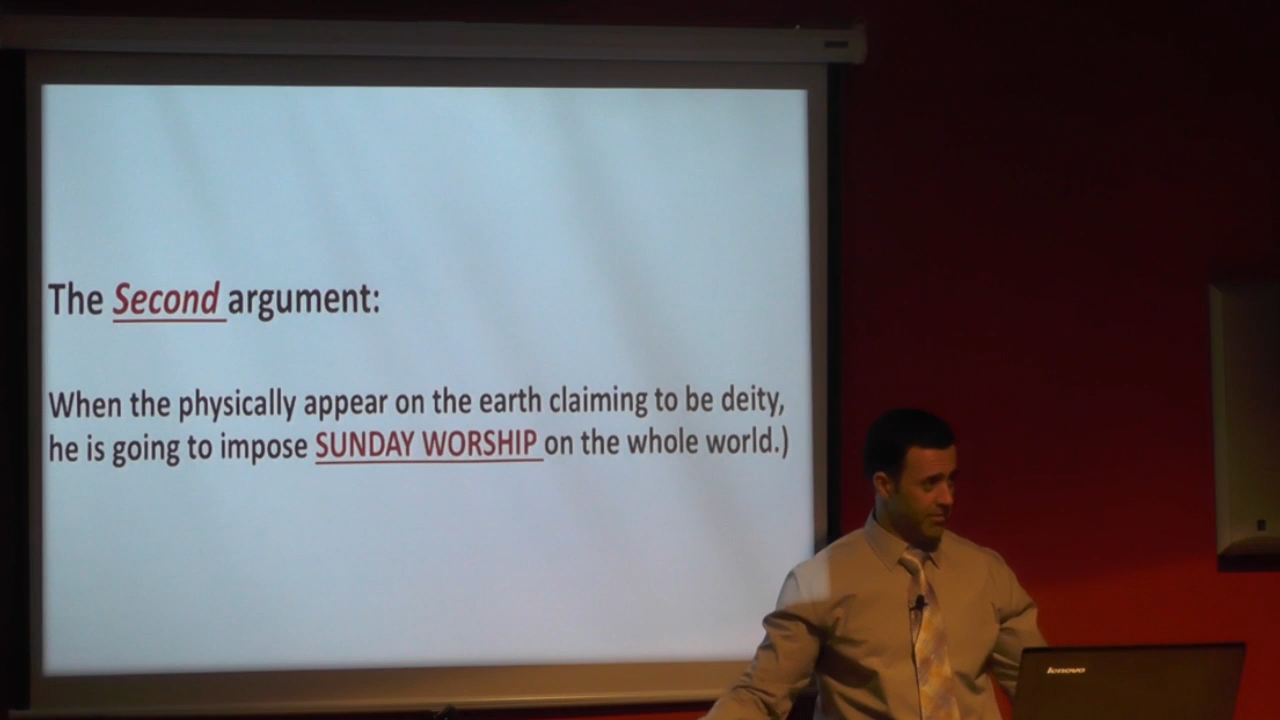 The Second argument:
When the physically appear on the earth claiming to be deity,
he is going to impose SUNDAY WORSHIP on the whole world.)
lenovo